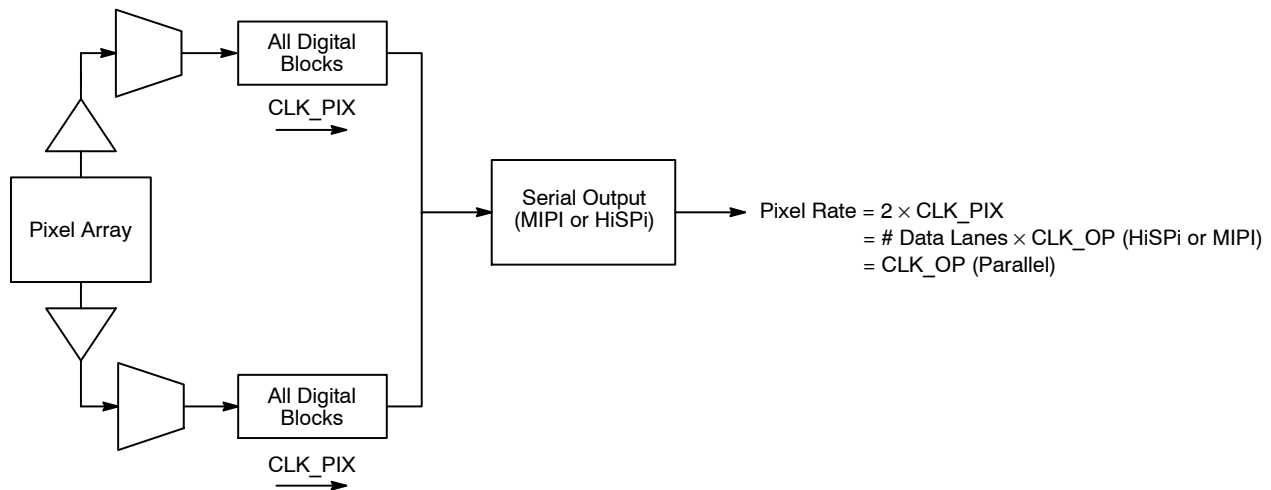 All Digital
Blocks
CLK_PIX
Pixel Array
Serial Output
(MIPI or HiSPi)
Pixel Rate = 2 × CLK_PIX
= # Data Lanes × CLK_OP (HiSPi or MIPI)
= CLK_OP (Parallel)
All Digital
Blocks
CLK_PIX